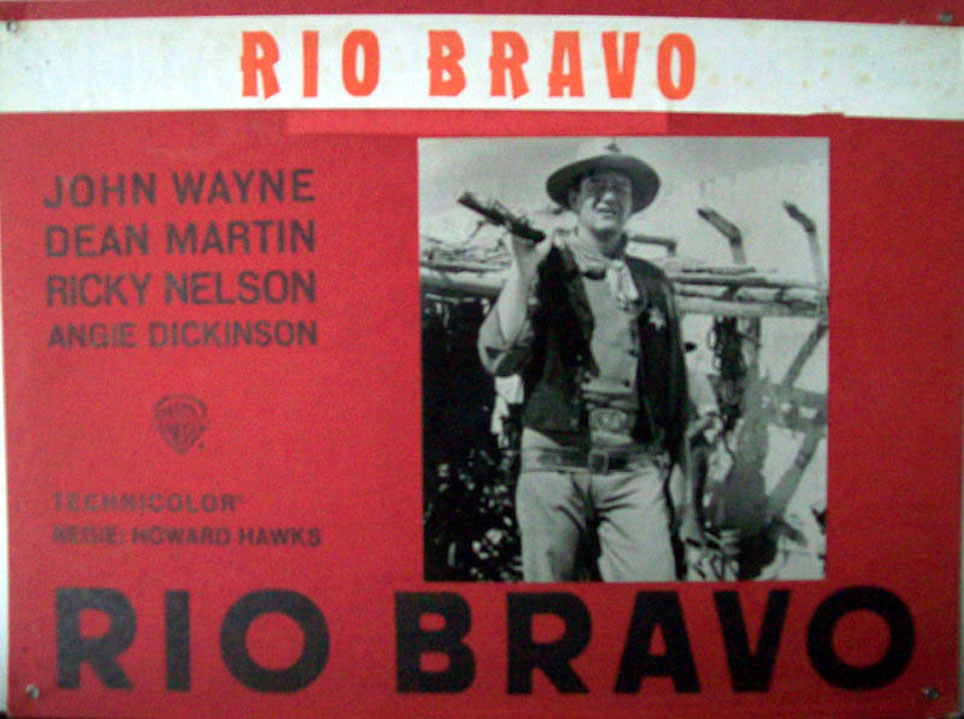 RIO BRAVO
JOHN WAYNE
DEAN MARTIN
RICKY NELSON
ANGIE DICKINSON
TECHNICOLOR®
REGIE: HOWARD HAWKS
RIO BRAVO